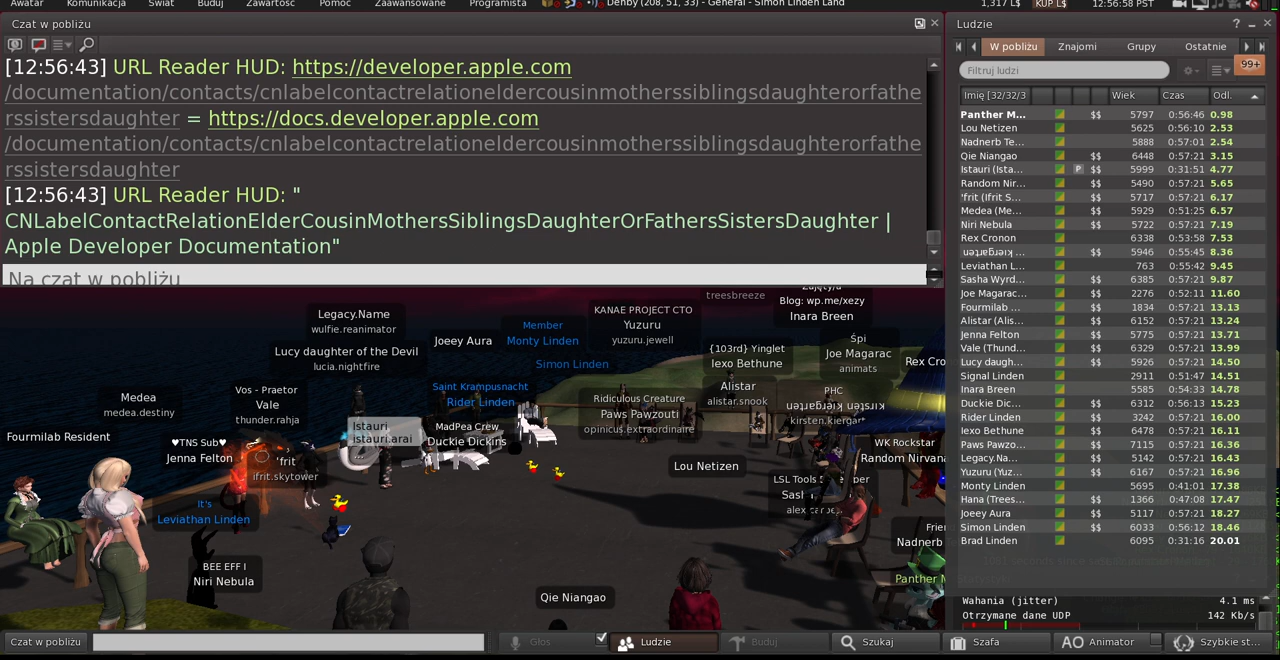 Awatar Komunikacja Świat Buduj Zawartość Pomoc Zaawansowane Programista Denby (208, 51, 33) - General - Simon Linden Land 1,317 L$ KUP L$ 12:56:58 PST
Czat w pobliżu
[12:56:43] URL Reader HUD: https://developer.apple.com
/documentation/contacts/cnlabelcontactrelationeldercousinmotherssiblingsdaughterorfathe
rssistersdaughter = https://docs.developer.apple.com
/documentation/contacts/cnlabelcontactrelationeldercousinmotherssiblingsdaughterorfathe
rssistersdaughter
[12:56:43] URL Reader HUD: "
CNLabelContactRelationElderCousinMothersSiblingsDaughterOrFathersSistersDaughter |
Apple Developer Documentation"
Na czat w pobliżu
treesbreeze
Zajęty/a
Blog: wp.me/xezy
Inara Breen
Legacy.Name
wulfie.reanimator
KANAE PROJECT CTO
Yuzuru
yuzuru.jewell
Member
Monty Linden
Joeey Aura
Simon Linden
Lucy daughter of the Devil
lucia.nightfire
{103rd} Yinglet
Iexo Bethune
Śpi
Joe Magarac
animats
Rex Cro
Saint Krampusnacht
Rider Linden
Alistar
alistar.snook
Medea
medea.destiny
Vos - Praetor
Vale
thunder.rahja
Ridiculous Creature
Paws Pawzouti
opinicus.extraordinaire
PHC
ʞırsʇǝn ʞıǝrƃɐɹʇǝn
kirsten.kiergart
Istauri
istauri.arai
MadPea Crew
Duckie Dickins
Fourmilab Resident
♥TNS Sub♥
Jenna Felton
'frit
ifrit.skytower
WK Rockstar
Random Nirvana
Lou Netizen
It's
Leviathan Linden
Frien
Nadnerb
BEE EFF I
Niri Nebula
Panther M
Qie Niangao
Ludzie
W pobliżu Znajomi Grupy Ostatnie
99+
Filtruj ludzi
Imię [32/32/3 Wiek Czas Odl.
Panther M... $$ 5797 0:56:46 0.98
Lou Netizen 5625 0:56:10 2.53
Nadnerb Te... 5888 0:57:01 2.54
Qie Niangao $$ 6448 0:57:21 3.15
Istauri (Ista... P $$ 5999 0:31:51 4.77
Random Nir... $$ 5490 0:57:21 5.65
'frit (Ifrit S... $$ 5717 0:57:21 6.17
Medea (Me... $$ 5929 0:51:25 6.57
Niri Nebula $$ 5722 0:57:21 7.19
Rex Cronon 6338 0:53:58 7.53
$$ 5946 0:55:45 8.36
Leviathan L... 763 0:55:42 9.45
Sasha Wyrd... $$ 6385 0:57:21 9.87
Joe Magarac... $$ 2276 0:52:11 11.60
Fourmilab ... $$ 1834 0:57:21 13.13
Alistar (Alis... $$ 6152 0:57:21 13.24
Jenna Felton $$ 5775 0:57:21 13.71
Vale (Thund... $$ 6329 0:57:21 13.99
Lucy daugh... $$ 5926 0:57:21 14.50
Signal Linden 2911 0:56:47 14.51
Inara Breen $$ 5585 0:54:33 14.78
Duckie Dic... $$ 6312 0:56:13 15.23
Rider Linden $$ 3242 0:57:21 16.00
Iexo Bethune $$ 6478 0:57:21 16.11
Paws Pawzo... $$ 7115 0:57:21 16.36
Legacy.Na... $$ 5142 0:57:21 16.43
Yuzuru (Yuz... $$ 6167 0:57:21 16.96
Monty Linden 5695 0:41:01 17.38
Hana (Trees... $$ 1366 0:47:08 17.47
Joeey Aura $$ 5117 0:57:21 18.27
Simon Linden $$ 6033 0:56:12 18.46
Brad Linden 6095 0:31:16 20.01
Wahania (jitter) 4.1 ms
Otrzymane dane UDP 142 Kb/s
Czat w pobliżu Głos Ludzie Buduj Szukaj Szafa AO Animator Szybkie st...